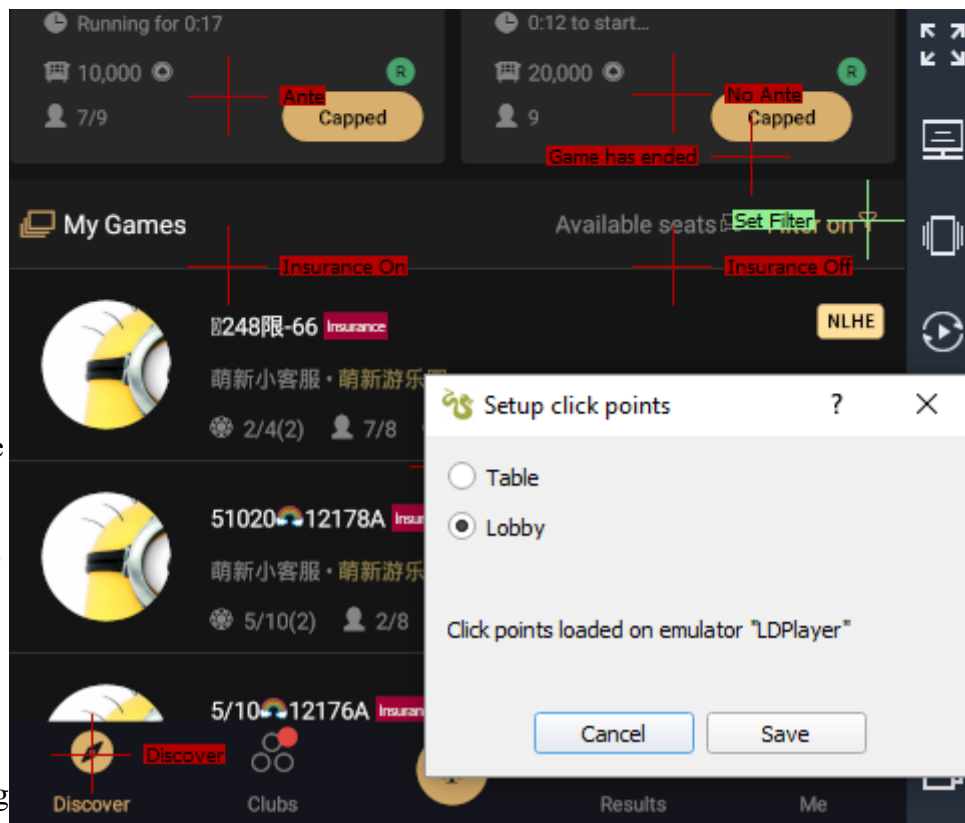 Running for 0:17
0:12 to start...
10,000
R
20,000
R
Ante
No Ante
7/9
Capped
9
Capped
Game has ended
My Games
Available seats
Set Filter
on
Insurance On
Insurance Off
248限-66 Insurance
NLHE
萌新小客服・萌新游乐
2/4(2) 7/8
Setup click points
?
Table
Lobby
51020🌈12178A Insur
萌新小客服・萌新游乐
5/10(2) 2/8
Click points loaded on emulator "LDPlayer"
5/10🌈12176A Insuran
Cancel
Save
Discover
Discover
Clubs
Results
Me